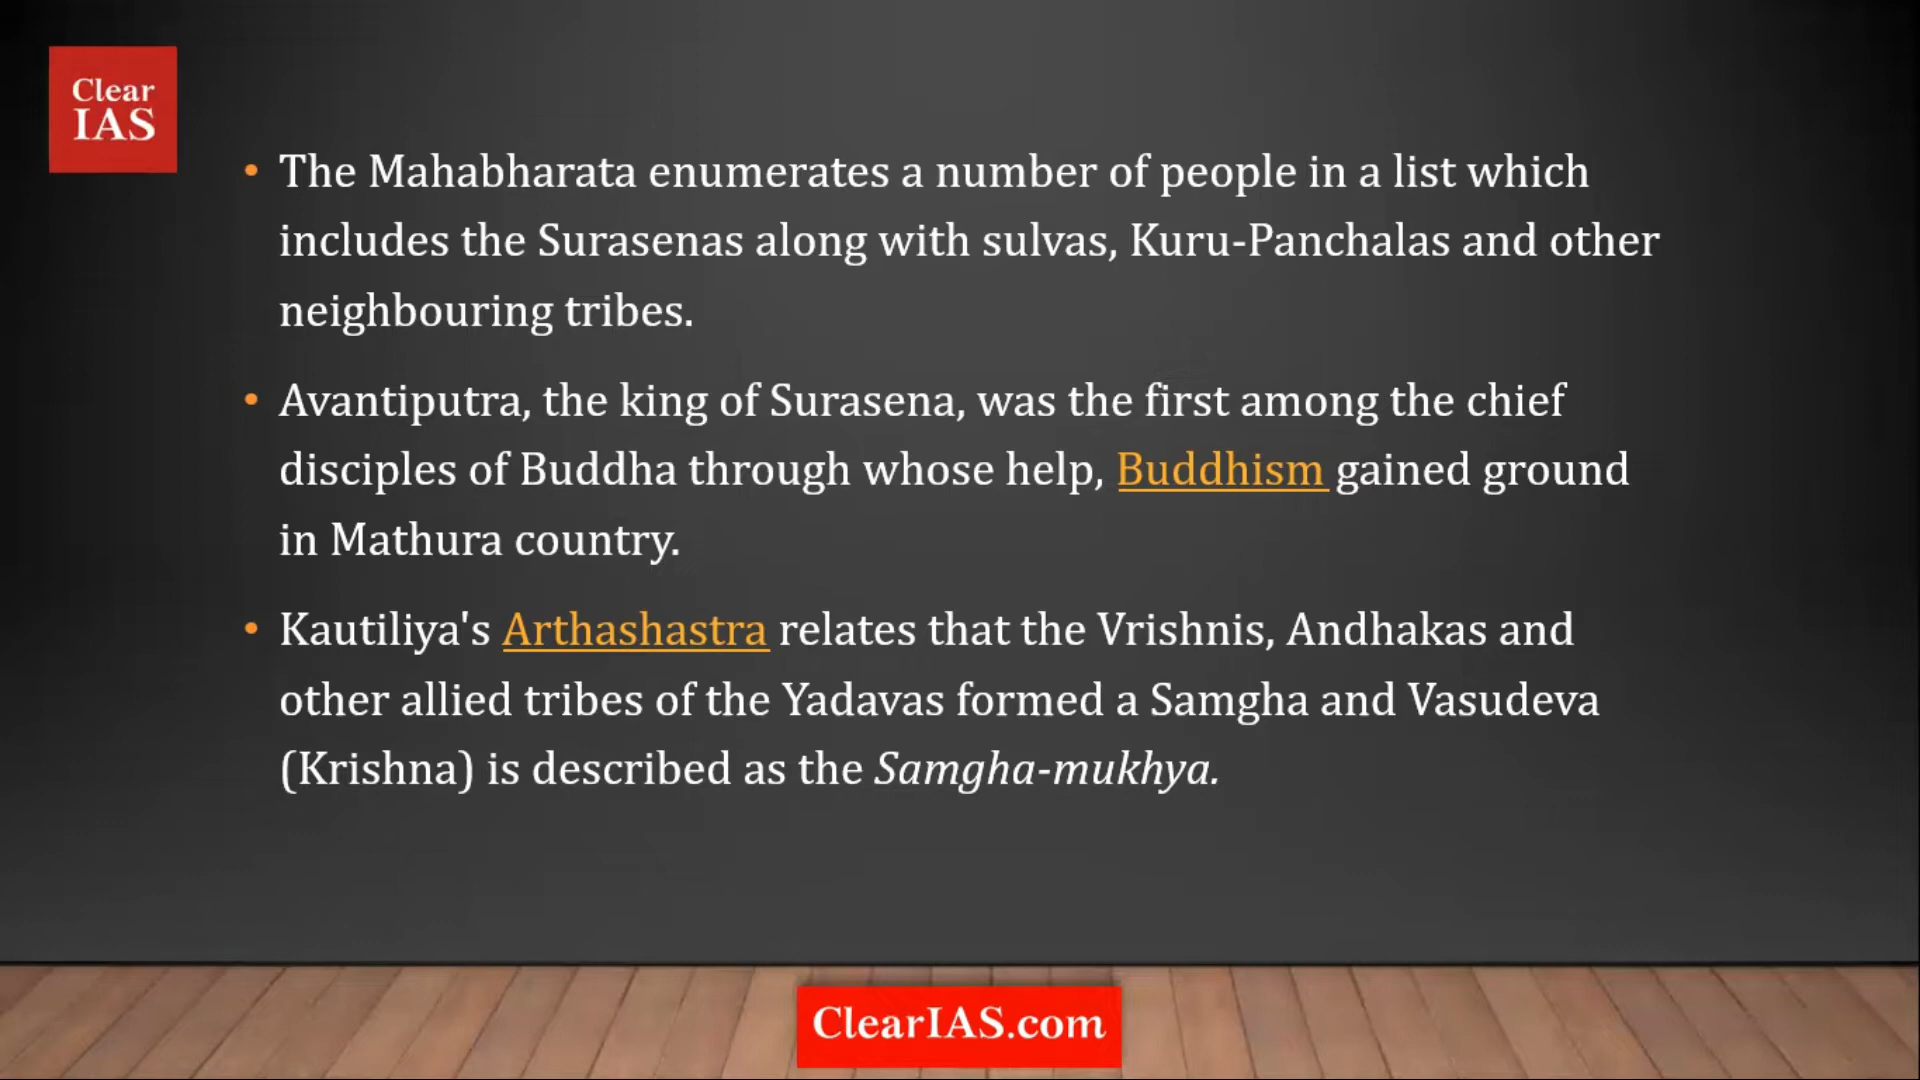 Clear
IAS
• The Mahabharata enumerates a number of people in a list which
includes the Surasenas along with sulvas, Kuru-Panchalas and other
neighbouring tribes.
• Avantiputra, the king of Surasena, was the first among the chief
disciples of Buddha through whose help, Buddhism gained ground
in Mathura country.
• Kautiliya's Arthashastra relates that the Vrishnis, Andhakas and
other allied tribes of the Yadavas formed a Samgha and Vasudeva
(Krishna) is described as the Samgha-mukhya.
ClearIAS.com